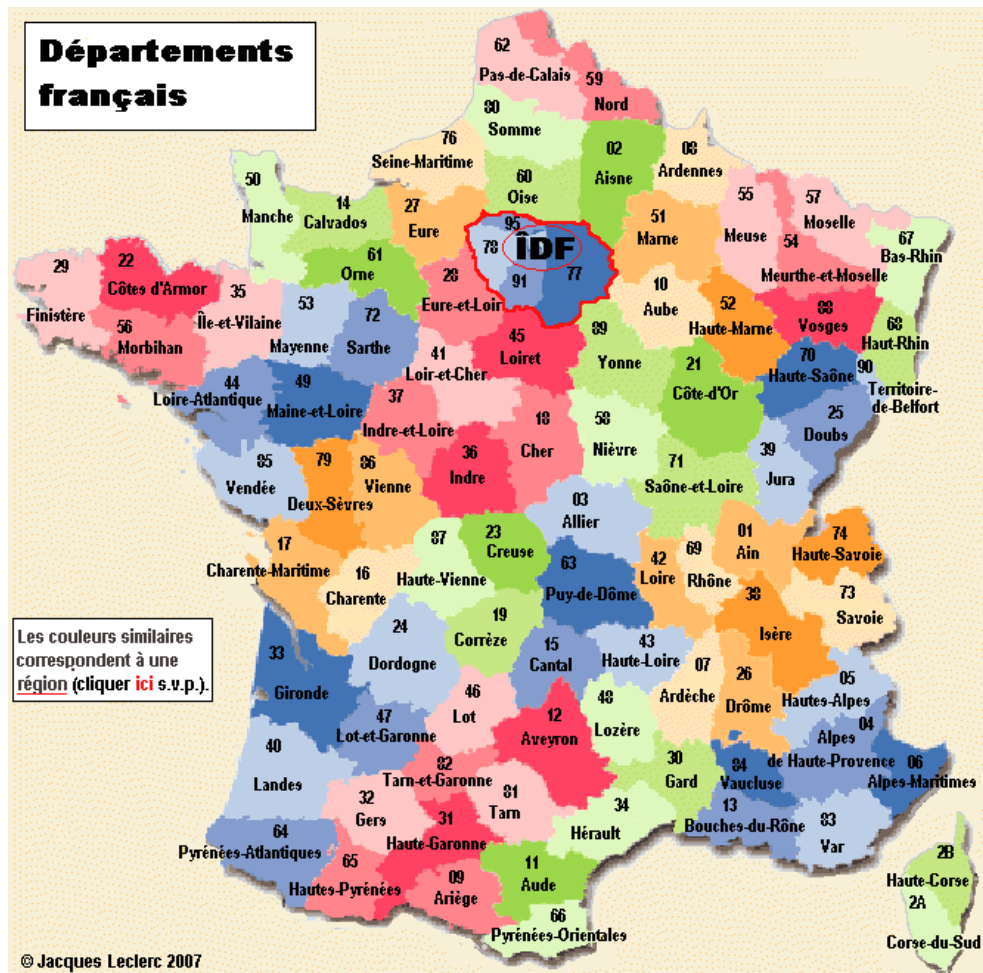 Départements
français
62
Pas-de-Calais
59
Nord
80
Somme
76
Seine-Maritime
02
Aisne
08
Ardennes
60
Oise
50
Manche
14
Calvados
27
Eure
95
78
ÎDF
91
77
51
Marne
55
Meuse
57
Moselle
54
Meurthe-et-Moselle
67
Bas-Rhin
61
Orne
29
Finistère
22
Côtes d'Armor
35
Île-et-Vilaine
56
Morbihan
53
Mayenne
72
Sarthe
28
Eure-et-Loir
10
Aube
52
Haute-Marne
88
Vosges
68
Haut-Rhin
45
Loiret
41
Loir-et-Cher
89
Yonne
21
Côte-d'Or
70
Haute-Saône
90
Territoire-
de-Belfort
44
Loire-Atlantique
49
Maine-et-Loire
37
Indre-et-Loire
18
Cher
58
Nièvre
25
Doubs
39
Jura
85
Vendée
79
Deux-Sèvres
86
Vienne
36
Indre
71
Saône-et-Loire
03
Allier
17
Charente-Maritime
16
Charente
87
Haute-Vienne
23
Creuse
63
Puy-de-Dôme
42
Loire
69
Rhône
01
Ain
74
Haute-Savoie
73
Savoie
38
Isère
19
Corrèze
24
Dordogne
15
Cantal
43
Haute-Loire
07
Ardèche
26
Drôme
05
Hautes-Alpes
Les couleurs similaires
correspondent à une
région (cliquer ici s.v.p.).
33
Gironde
47
Lot-et-Garonne
46
Lot
12
Aveyron
48
Lozère
04
Alpes
de Haute-Provence
06
Alpes-Maritimes
84
Vaucluse
30
Gard
40
Landes
82
Tarn-et-Garonne
81
Tarn
32
Gers
31
Haute-Garonne
34
Hérault
13
Bouches-du-Rône
83
Var
64
Pyrénées-Atlantiques
65
Hautes-Pyrénées
09
Ariège
11
Aude
66
Pyrénées-Orientales
2B
Haute-Corse
2A
Corse-du-Sud
© Jacques Leclerc 2007